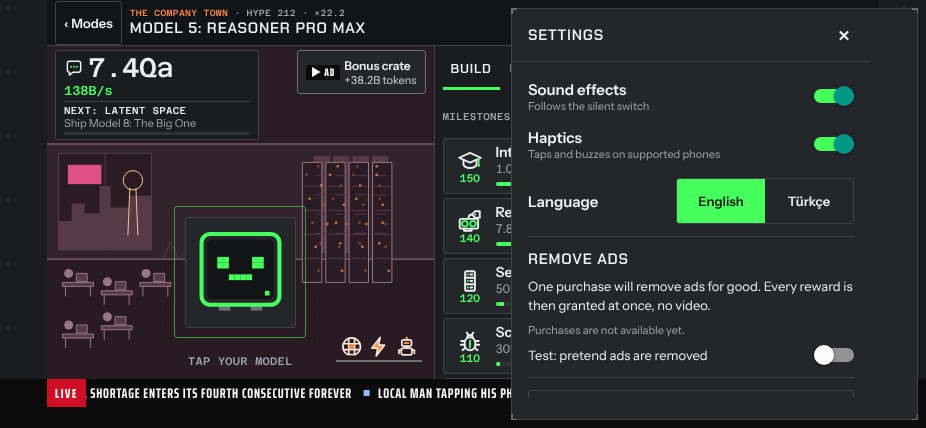 ‹ Modes
THE COMPANY TOWN · HYPE 212 · ×22.2
MODEL 5: REASONER PRO MAX
7.40a
138B/s
NEXT: LATENT SPACE
Ship Model 8: The Big One
AD
Bonus crate
+38.2B tokens
TAP YOUR MODEL
BUILD
MILESTONES
150
140
120
110
LIVE
SHORTAGE ENTERS ITS FOURTH CONSECUTIVE FOREVER
LOCAL MAN TAPPING HIS
SETTINGS
×
Sound effects
Follows the silent switch
Haptics
Taps and buzzes on supported phones
Language
English
Türkçe
REMOVE ADS
One purchase will remove ads for good. Every reward is
then granted at once, no video.
Purchases are not available yet.
Test: pretend ads are removed